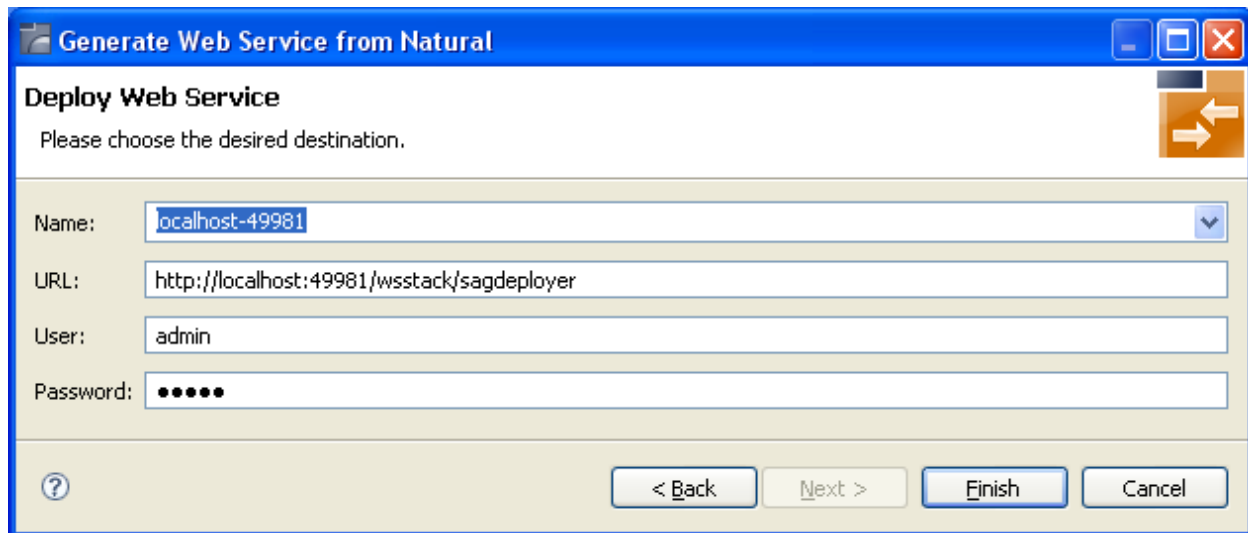 Generate Web Service from Natural
Deploy Web Service
Please choose the desired destination.
Name: localhost-49981
URL: http://localhost:49981/wsstack/sagdeployer
User: admin
Password: •••••
? < Back Next > Finish Cancel